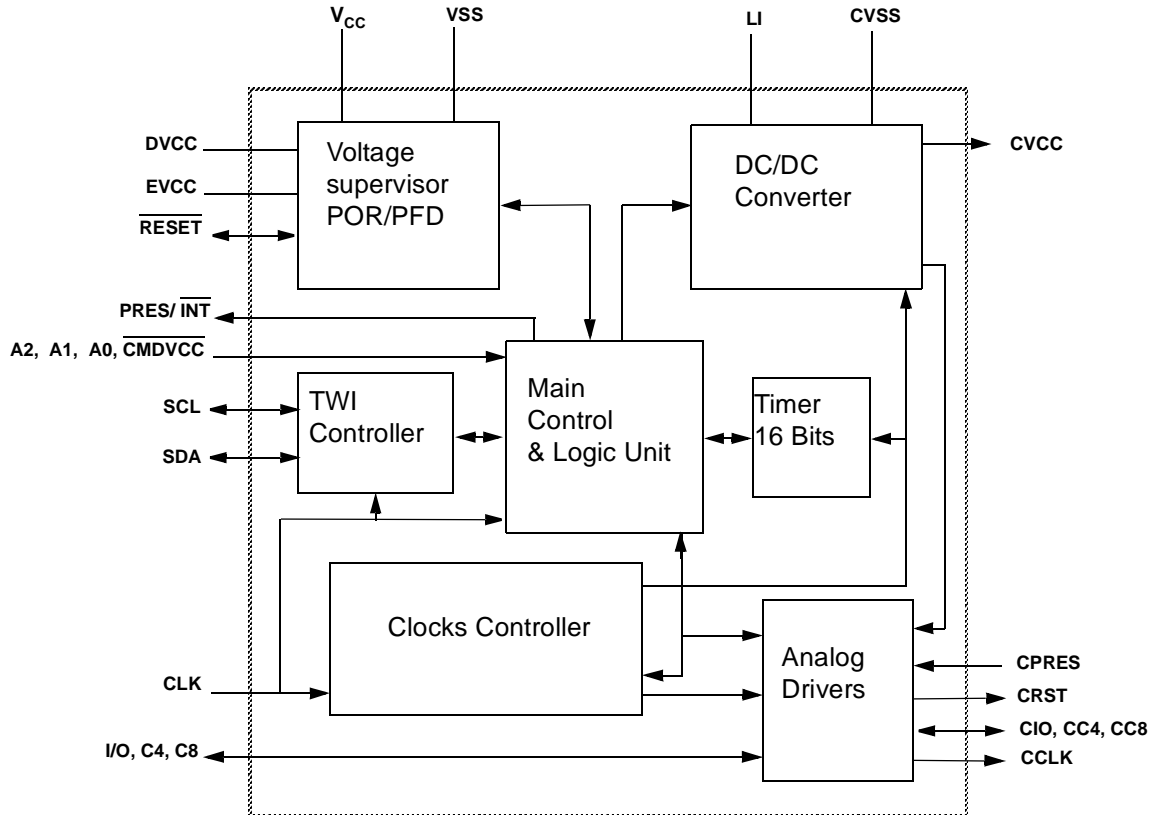 VCC
VSS
LI
CVSS
DVCC
EVCC
RESET
Voltage
supervisor
POR/PFD
DC/DC
Converter
CVCC
PRES/ INT
A2, A1, A0, CMDVCC
SCL
SDA
TWI
Controller
Main
Control
& Logic Unit
Timer
16 Bits
Clocks Controller
Analog
Drivers
CLK
I/O, C4, C8
CPRES
CRST
CIO, CC4, CC8
CCLK